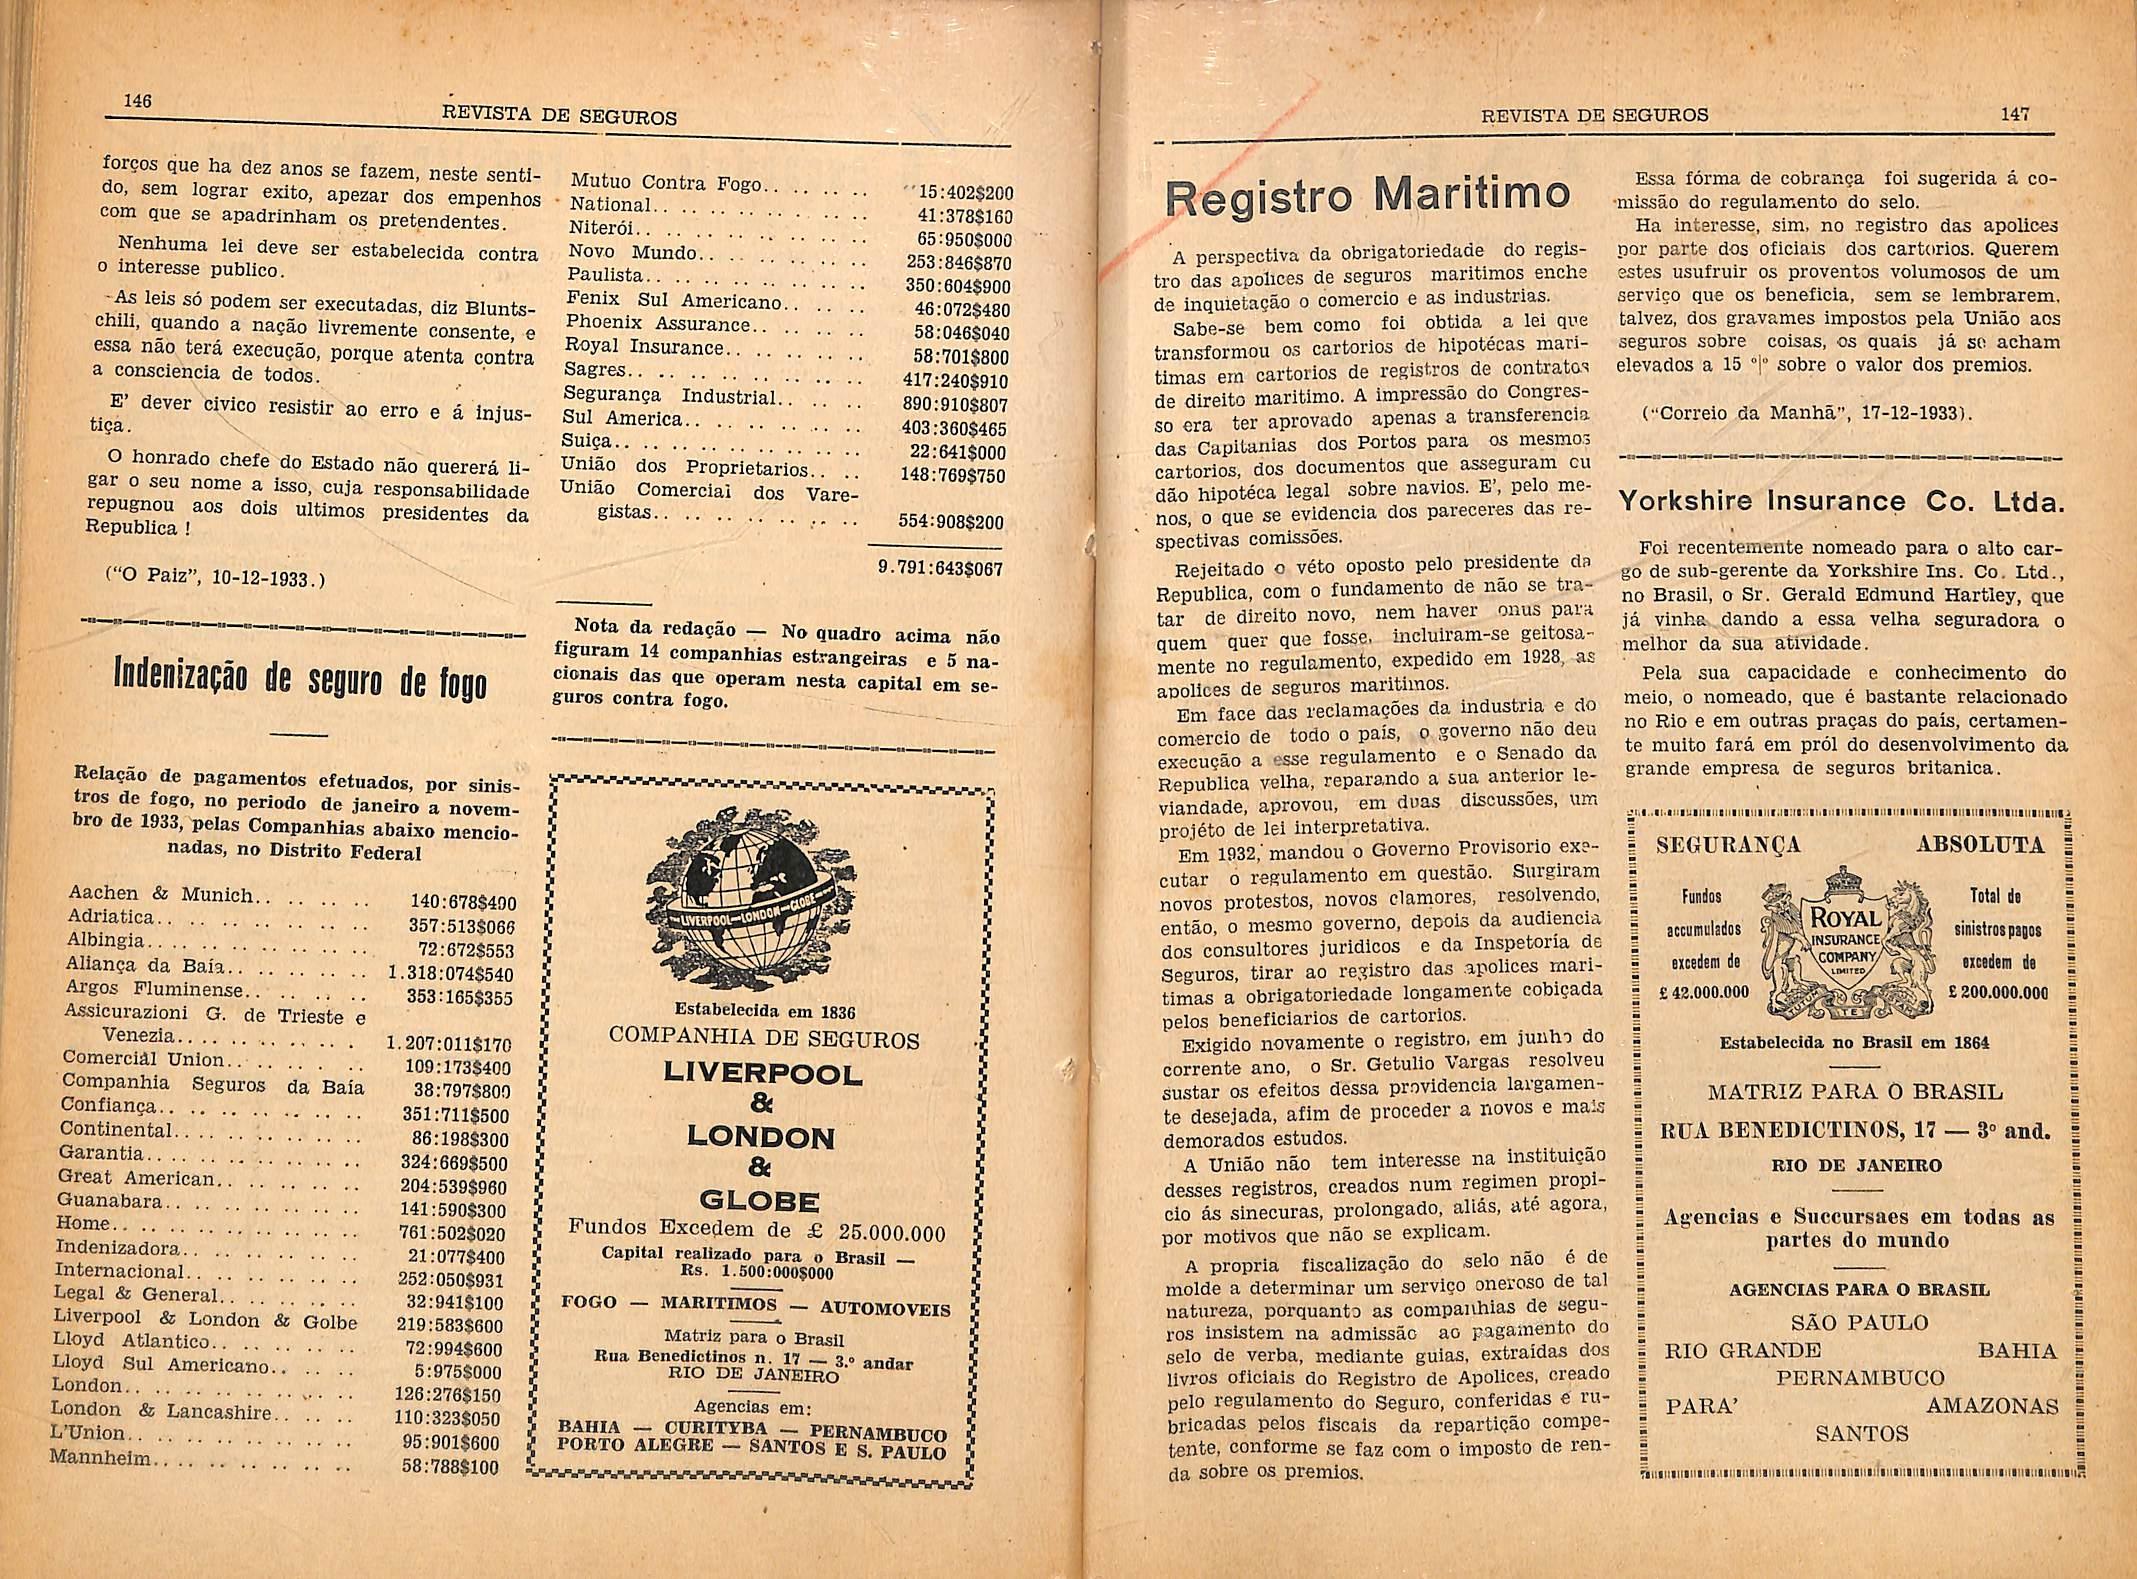 146
REVISTA DE SEGUROS
forços que ha dez anos se fazem, neste senti-
do, sem lograr exito, apezar dos empenhos
com que se apadrinham os pretendentes.
Nenhuma lei deve ser estabelecida contra
o interesse publico.
As leis só podem ser executadas, diz Blunts-
chili, quando a nação livremente consente, e
essa não terá execução, porque atenta contra
a consciencia de todos.
E' dever civico resistir ao erro e á injus-
tiça.
O honrado chefe do Estado não quererá li-
gar o seu nome a isso, cuja responsabilidade
repugnou aos dois ultimos presidentes da
Republica !
("O Paiz", 10-12-1933.)
Indenização de seguro de fogo
Relação de pagamentos efetuados, por sinis-
tros de fogo, no periodo de janeiro a novem-
bro de 1933, pelas Companhias abaixo mencio-
nadas, no Distrito Federal
Aachen & Munich.. .. .. .. .. 140:678$490
Adriatica.. .. .. .. .. .. .. .. 357:513$066
Albingia.. .. .. .. .. .. .. .. 72:672$553
Aliança da Baía.. .. .. .. .. .. 1.318:074$540
Argos Fluminense.. .. .. .. .. 353:165$355
Assicurazioni G. de Trieste e
Venezia.. .. .. .. .. .. .. 1.207:011$170
Comercial Union.. .. .. .. .. 109:173$400
Companhia Seguros da Baía 38:797$800
Confiança.. .. .. .. .. .. .. .. 351:711$500
Continental.. .. .. .. .. .. .. 86:198$300
Garantia.. .. .. .. .. .. .. .. 324:669$500
Great American.. .. .. .. .. .. 204:539$960
Guanabara.. .. .. .. .. .. .. .. 141:590$300
Home.. .. .. .. .. .. .. .. .. 761:502$020
Indenizadora.. .. .. .. .. .. .. 21:077$400
Internacional.. .. .. .. .. .. .. 252:050$931
Legal & General.. .. .. .. .. .. 32:941$100
Liverpool & London & Golbe 219:583$600
Lloyd Atlantico.. .. .. .. .. .. 72:994$600
Lloyd Sul Americano.. .. .. .. 5:975$000
London.. .. .. .. .. .. .. .. .. 126:276$150
London & Lancashire.. .. .. .. 110:323$050
L'Union.. .. .. .. .. .. .. .. .. 95:901$600
Mannheim.. .. .. .. .. .. .. .. 58:788$100
Mutuo Contra Fogo.. .. .. .. .. 15:402$200
National.. .. .. .. .. .. .. .. .. 41:378$160
Niterói.. .. .. .. .. .. .. .. .. 65:950$000
Novo Mundo.. .. .. .. .. .. .. 253:846$870
Paulista.. .. .. .. .. .. .. .. .. 350:604$900
Fenix Sul Americano.. .. .. .. 46:072$480
Phoenix Assurance.. .. .. .. .. 58:046$040
Royal Insurance.. .. .. .. .. .. 58:701$800
Sagres.. .. .. .. .. .. .. .. .. 417:240$910
Segurança Industrial.. .. .. .. 890:910$807
Sul America.. .. .. .. .. .. .. 403:360$465
Suiça.. .. .. .. .. .. .. .. .. .. 22:641$000
União dos Proprietarios.. .. .. 148:769$750
União Comercial dos Vare-
gistas.. .. .. .. .. .. .. .. 554:908$200
9.791:643$067
Nota da redação — No quadro acima não
figuram 14 companhias estrangeiras e 5 na-
cionais das que operam nesta capital em se-
guros contra fogo.
LIVERPOOL—LONDON—GLOBE
Estabelecida em 1836
COMPANHIA DE SEGUROS
LIVERPOOL
&
LONDON
&
GLOBE
Fundos Excedem de £ 25.000.000
Capital realizado para o Brasil —
Rs. 1.500:000$000
FOGO — MARITIMOS — AUTOMOVEIS
Matriz para o Brasil
Rua Benedictinos n. 17 — 3.º andar
RIO DE JANEIRO
Agencias em:
BAHIA — CURITYBA — PERNAMBUCO
PORTO ALEGRE — SANTOS E S. PAULO
REVISTA DE SEGUROS
147
Registro Maritimo
A perspectiva da obrigatoriedade do regis-
tro das apolices de seguros maritimos enche
de inquietação o comercio e as industrias.
Sabe-se bem como foi obtida a lei que
transformou os cartorios de hipotécas mari-
timas em cartorios de registros de contratos
de direito maritimo. A impressão do Congres-
so era ter aprovado apenas a transferencia
das Capitanias dos Portos para os mesmos
cartorios, dos documentos que asseguram ou
dão hipotéca legal sobre navios. E', pelo me-
nos, o que se evidencia dos pareceres das re-
spectivas comissões.
Rejeitado o véto oposto pelo presidente da
Republica, com o fundamento de não se tra-
tar de direito novo, nem haver onus para
quem quer que fosse, incluiram-se geitosa-
mente no regulamento, expedido em 1928, as
apolices de seguros maritimos.
Em face das reclamações da industria e do
comercio de todo o país, o governo não deu
execução a esse regulamento e o Senado da
Republica velha, reparando a sua anterior le-
viandade, aprovou, em duas discussões, um
projéto de lei interpretativa.
Em 1932, mandou o Governo Provisorio exe-
cutar o regulamento em questão. Surgiram
novos protestos, novos clamores, resolvendo,
então, o mesmo governo, depois da audiencia
dos consultores juridicos e da Inspetoría de
Seguros, tirar ao registro das apolices mari-
timas a obrigatoriedade longamente cobiçada
pelos beneficiarios de cartorios.
Exigido novamente o registro, em junho do
corrente ano, o Sr. Getulio Vargas resolveu
sustar os efeitos dessa providencia largamen-
te desejada, afim de proceder a novos e mais
demorados estudos.
A União não tem interesse na instituição
desses registros, creados num regimen propi-
cio ás sinecuras, prolongado, aliás, até agora,
por motivos que não se explicam.
A propria fiscalização do selo não é de
molde a determinar um serviço oneroso de tal
natureza, porquanto as companhias de segu-
ros insistem na admissão ao pagamento do
selo de verba, mediante guias, extraídas dos
livros oficiais do Registro de Apolices, creado
pelo regulamento do Seguro, conferidas e ru-
bricadas pelos fiscais da repartição compe-
tente, conforme se faz com o imposto de ren-
da sobre os premios.
Essa fórma de cobrança foi sugerida á co-
missão do regulamento do selo.
Ha interesse, sim, no registro das apolices
por parte dos oficiais dos cartorios. Querem
estes usufruir os proventos volumosos de um
serviço que os beneficia, sem se lembrarem,
talvez, dos gravames impostos pela União aos
seguros sobre coisas, os quais já se acham
elevados a 15 º|º sobre o valor dos premios.
("Correio da Manhã", 17-12-1933).
Yorkshire Insurance Co. Ltda.
Foi recentemente nomeado para o alto car-
go de sub-gerente da Yorkshire Ins. Co. Ltd.,
no Brasil, o Sr. Gerald Edmund Hartley, que
já vinha dando a essa velha seguradora o
melhor da sua atividade.
Pela sua capacidade e conhecimento do
meio, o nomeado, que é bastante relacionado
no Rio e em outras praças do país, certamen-
te muito fará em pról do desenvolvimento da
grande empresa de seguros britanica.
SEGURANÇA ABSOLUTA
Fundos
accumulados
excedem de
£ 42.000.000
ROYAL
INSURANCE
COMPANY
LIMITED
TUTUM TE
Total de
sinistros pagos
excedem de
£ 200.000.000
Estabelecida no Brasil em 1864
MATRIZ PARA O BRASIL
RUA BENEDICTINOS, 17 — 3º and.
RIO DE JANEIRO
Agencias e Succursaes em todas as
partes do mundo
AGENCIAS PARA O BRASIL
SÃO PAULO
RIO GRANDE BAHIA
PERNAMBUCO
PARA' AMAZONAS
SANTOS